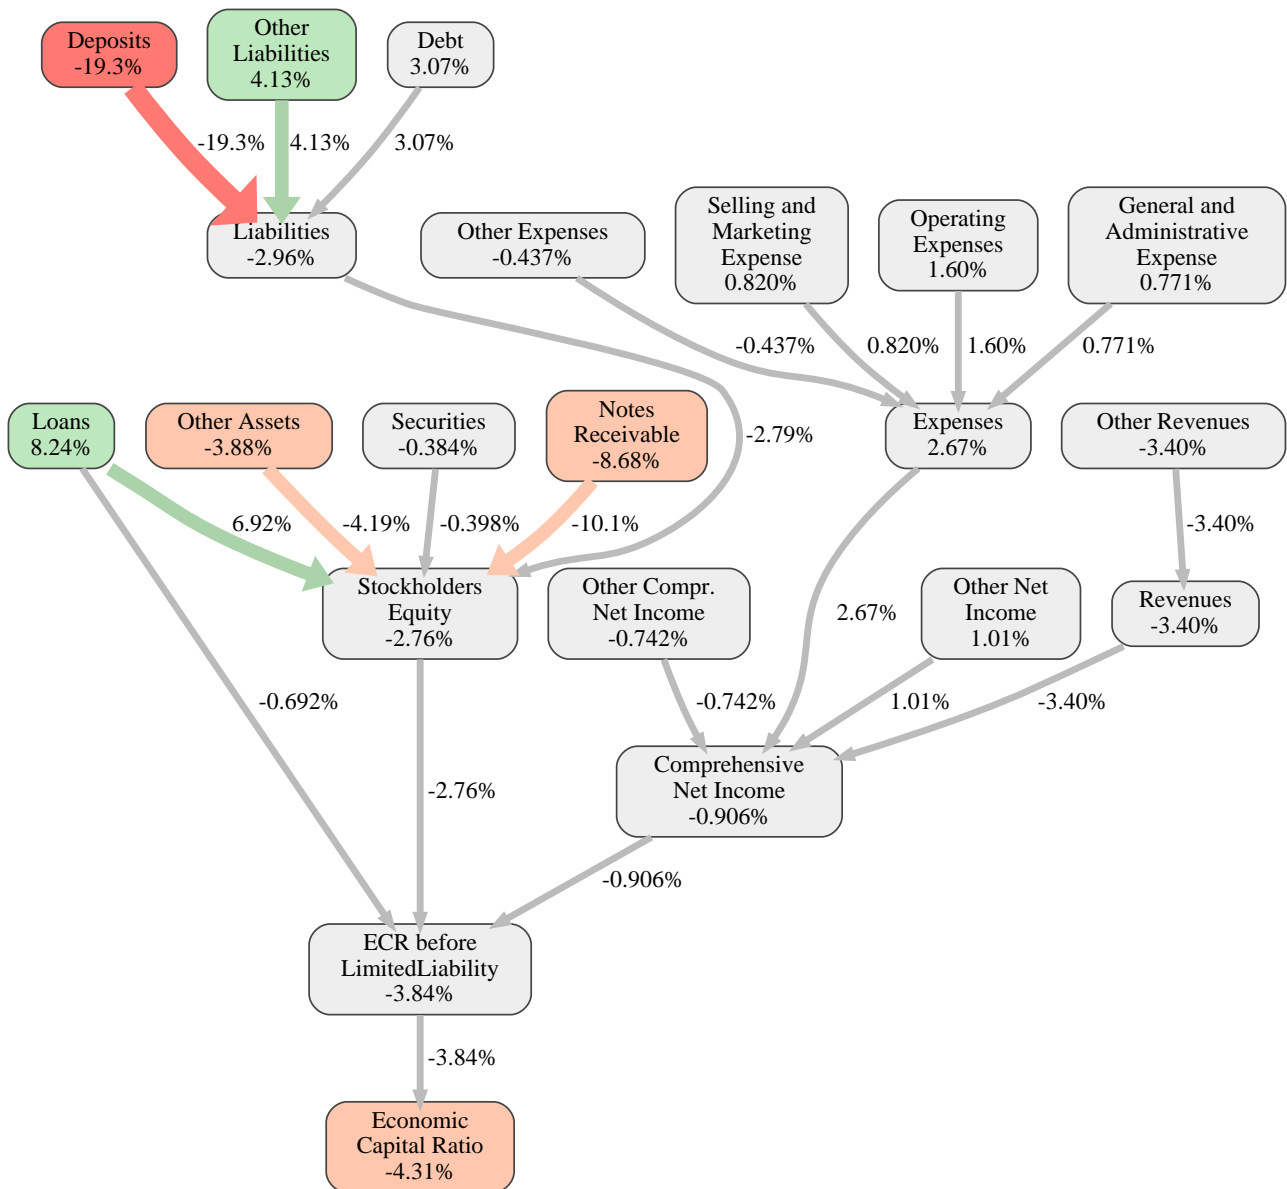 Deposits
-19.3%
Other
Liabilities
4.13%
Debt
3.07%
-19.3%
4.13%
3.07%
Liabilities
-2.96%
Other Expenses
-0.437%
Selling and
Marketing
Expense
0.820%
Operating
Expenses
1.60%
General and
Administrative
Expense
0.771%
-0.437%
0.820%
1.60%
0.771%
Loans
8.24%
Other Assets
-3.88%
Securities
-0.384%
Notes
Receivable
-8.68%
-2.79%
Expenses
2.67%
Other Revenues
-3.40%
6.92%
-4.19%
-0.398%
-10.1%
-3.40%
Stockholders
Equity
-2.76%
Other Compr.
Net Income
-0.742%
2.67%
Other Net
Income
1.01%
Revenues
-3.40%
-0.692%
-0.742%
1.01%
-3.40%
-2.76%
Comprehensive
Net Income
-0.906%
-0.906%
ECR before
LimitedLiability
-3.84%
-3.84%
Economic
Capital Ratio
-4.31%